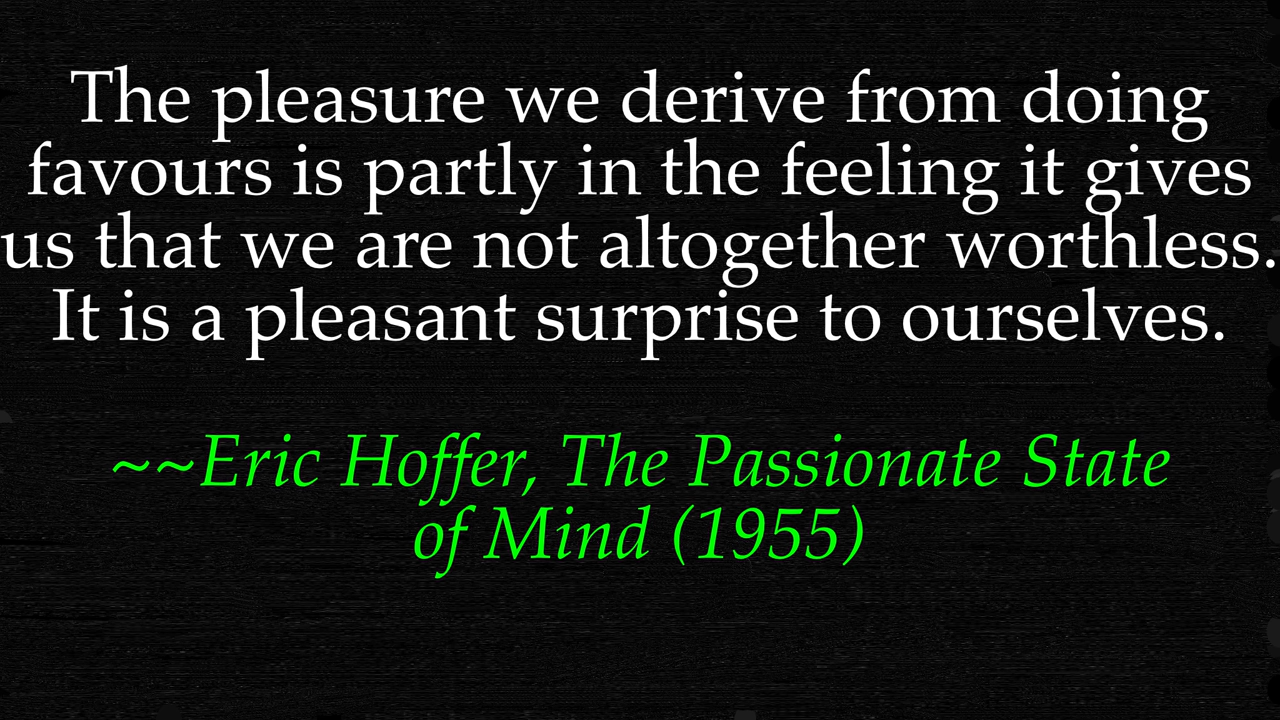 The pleasure we derive from doing
favours is partly in the feeling it gives
us that we are not altogether worthless.
It is a pleasant surprise to ourselves.
~~Eric Hoffer, The Passionate State
of Mind (1955)